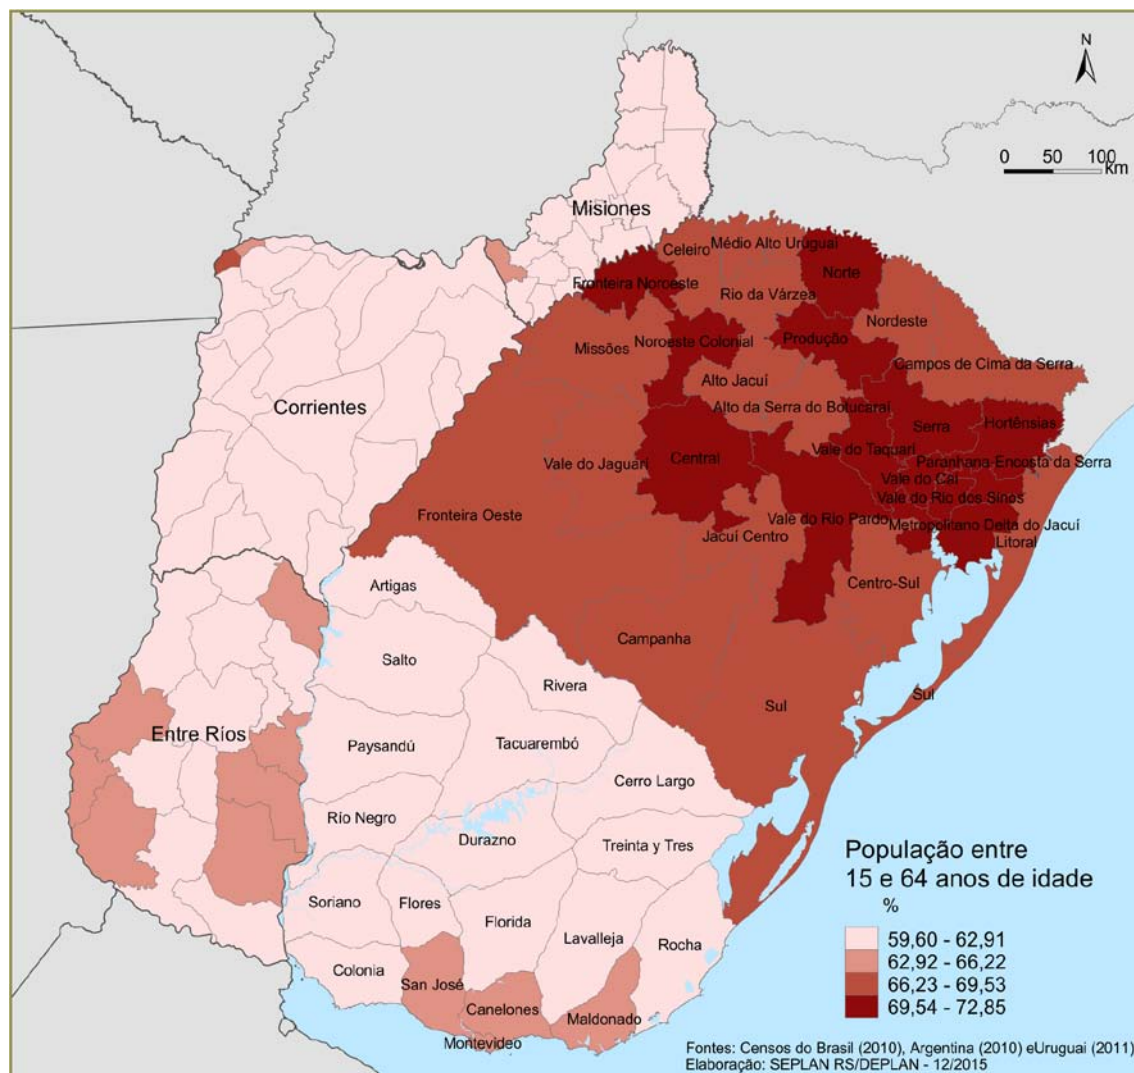 N
0 50 100
km
Misiones
Celeiro
Médio Alto Uruguai
Norte
Fronteira Noroeste
Rio da Várzea
Nordeste
Missões
Noroeste Colonial
Produção
Campos de Cima da Serra
Alto Jacuí
Corrientes
Alto da Serra do Botucaraí
Serra
Hortênsias
Vale do Taquari
Vale do Jaguari
Central
Paranhana-Encosta da Serra
Vale do Caí
Vale do Rio dos Sinos
Fronteira Oeste
Vale do Rio Pardo
Metropolitano Delta do Jacuí
Jacuí Centro
Litoral
Artigas
Centro-Sul
Campanha
Salto
Rivera
Sul
Sul
Entre Ríos
Paysandú
Tacuarembó
Cerro Largo
Río Negro
Durazno
Treinta y Tres
Soriano
Flores
Florida
Lavalleja
Rocha
Colonia
San José
Canelones
Maldonado
Montevideo
População entre
15 e 64 anos de idade
%
59,60 - 62,91
62,92 - 66,22
66,23 - 69,53
69,54 - 72,85
Fontes: Censos do Brasil (2010), Argentina (2010) eUruguai (2011)
Elaboração: SEPLAN RS/DEPLAN - 12/2015